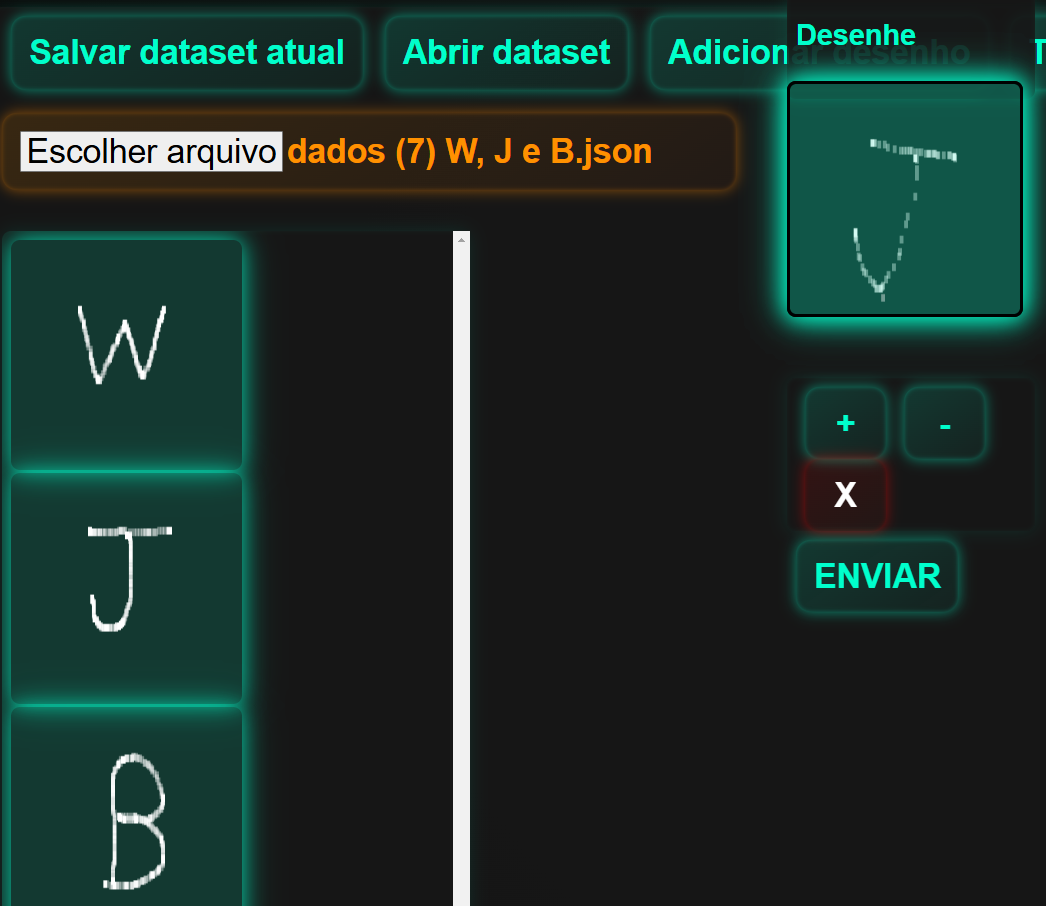 Salvar dataset atual Abrir dataset Adicionar desenho T
Desenhe
Escolher arquivo dados (7) W, J e B.json
J
W
J
B
+ -
X
ENVIAR